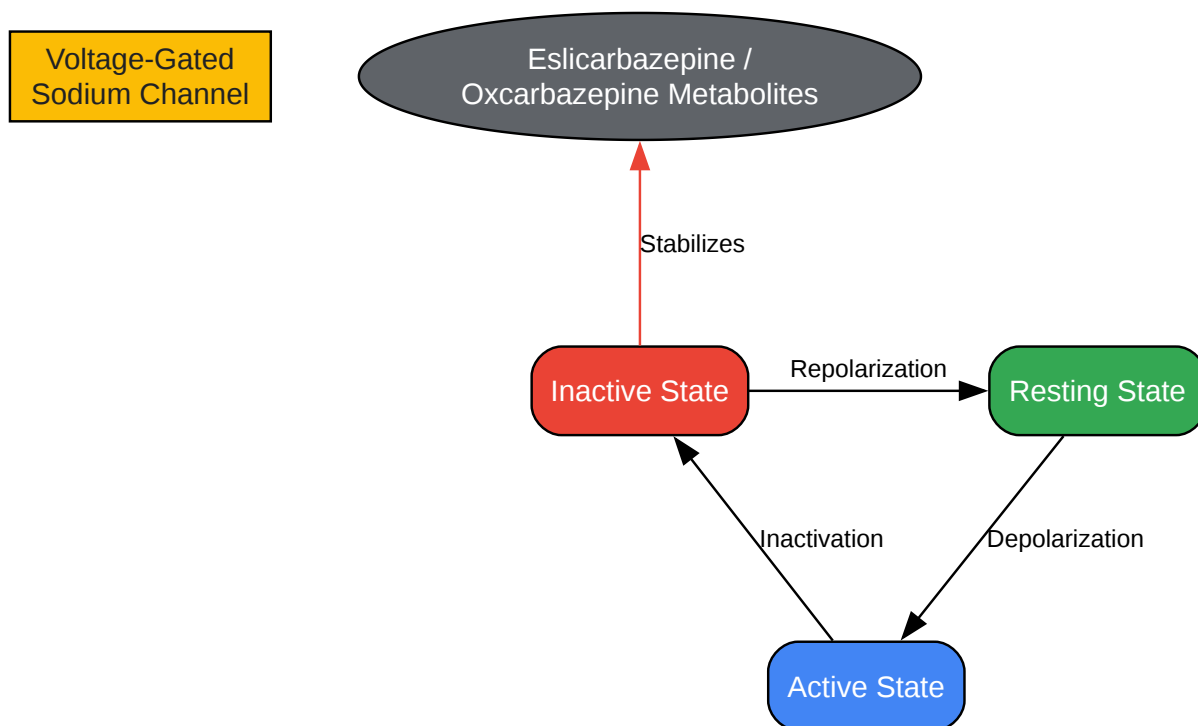 Voltage-Gated
Sodium Channel
Eslicarbazepine /
Oxcarbazepine Metabolites
Stabilizes
Inactive State
Repolarization
Resting State
Inactivation
Depolarization
Active State